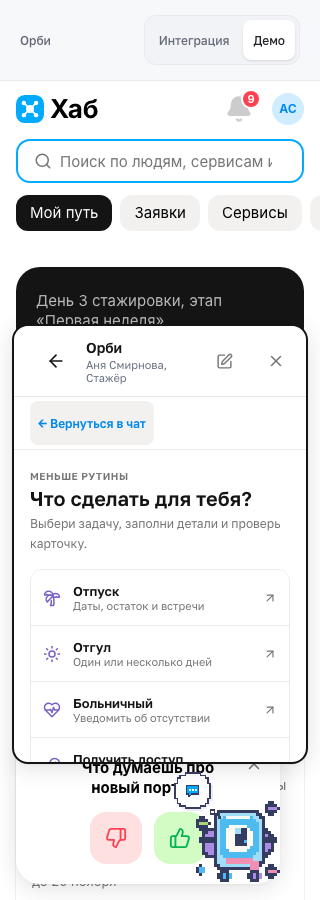 Орби
Интеграция
Демо
Хаб
9
АС
Поиск по людям, сервисам и
Мой путь
Заявки
Сервисы
День 3 стажировки, этап
«Первая неделя»
Орби
Аня Смирнова,
Стажёр
← Вернуться в чат
МЕНЬШЕ РУТИНЫ
Что сделать для тебя?
Выбери задачу, заполни детали и проверь
карточку.
Отпуск
Даты, остаток и встречи
Отгул
Один или несколько дней
Больничный
Уведомить об отсутствии
Получить доступ
Что думаешь про
новый
до 20 ноября